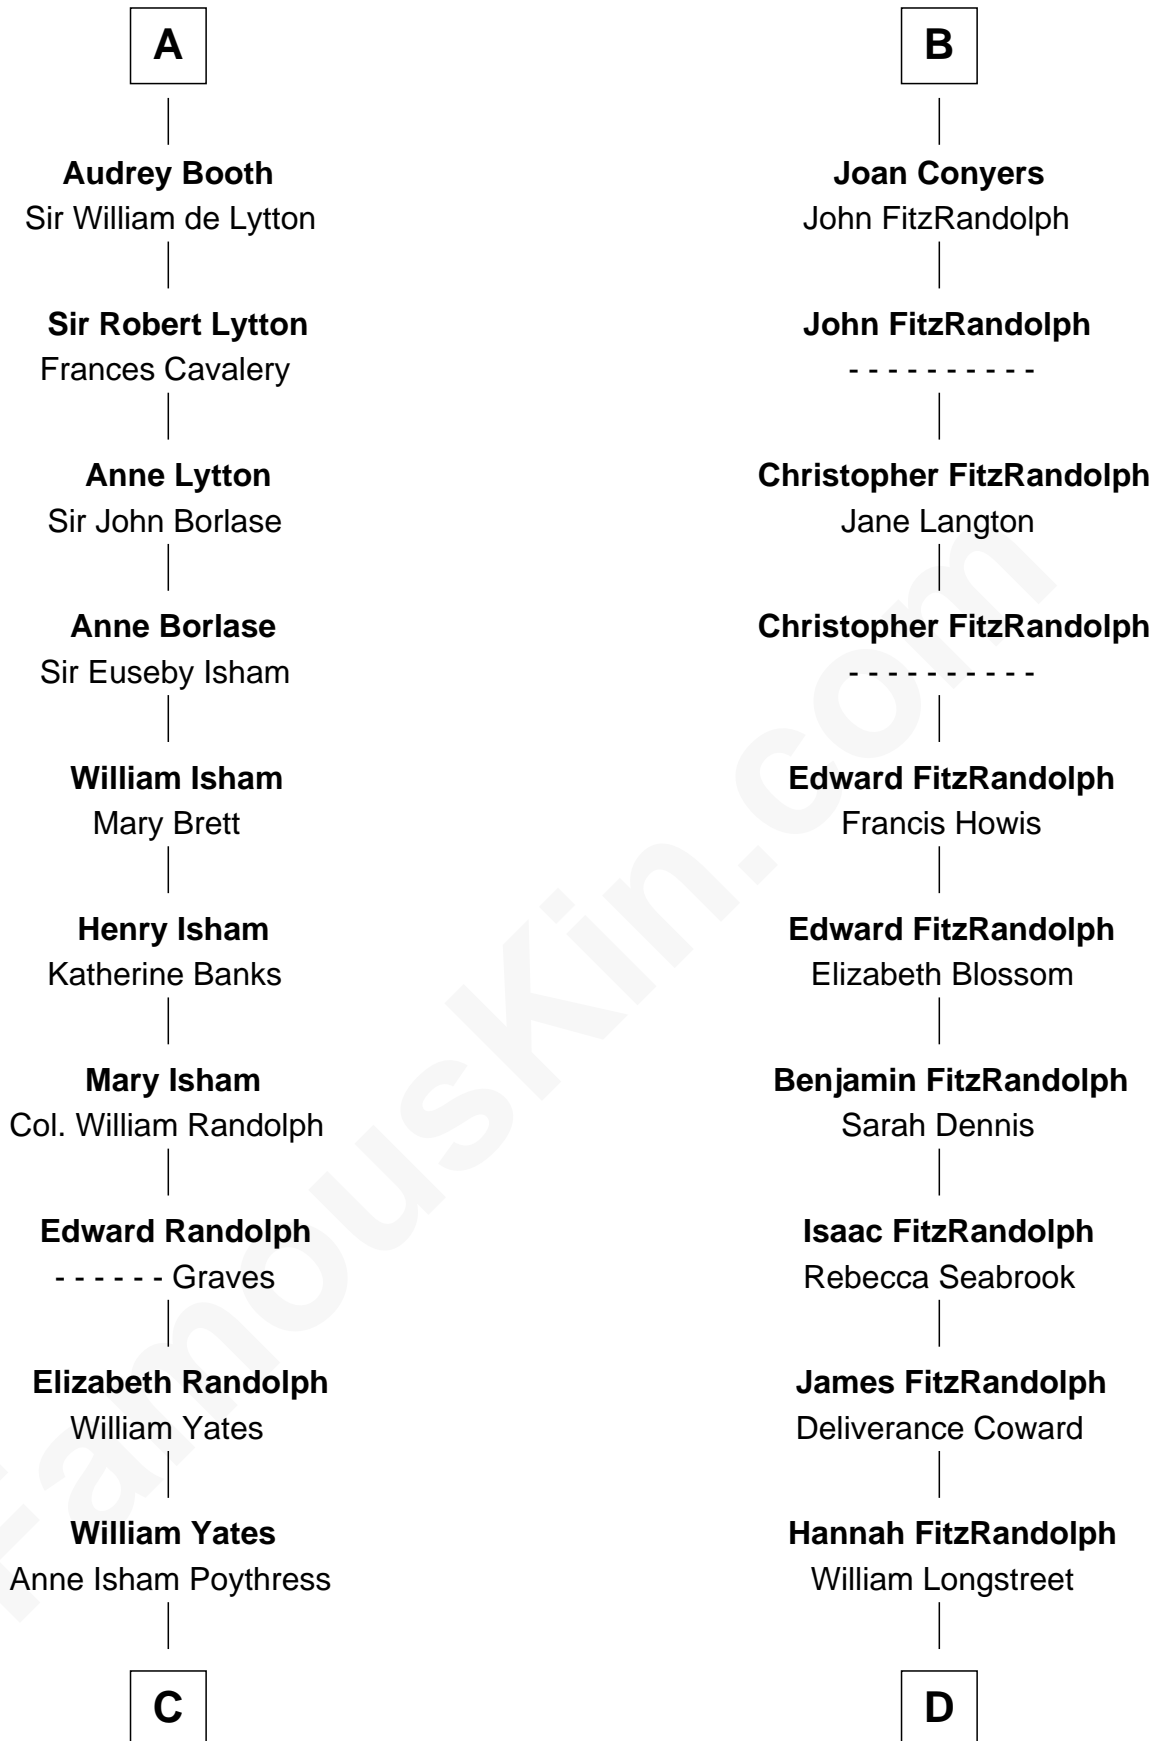 A
Audrey Booth
Sir William de Lytton
Sir Robert Lytton
Frances Cavalery
Anne Lytton
Sir John Borlase
Anne Borlase
Sir Euseby Isham
William Isham
Mary Brett
Henry Isham
Katherine Banks
Mary Isham
Col. William Randolph
Edward Randolph
- - - - - - Graves
Elizabeth Randolph
William Yates
William Yates
Anne Isham Poythress
C
B
Joan Conyers
John FitzRandolph
John FitzRandolph
- - - - - - - - - -
Christopher FitzRandolph
Jane Langton
Christopher FitzRandolph
- - - - - - - - - -
Edward FitzRandolph
Francis Howis
Edward FitzRandolph
Elizabeth Blossom
Benjamin FitzRandolph
Sarah Dennis
Isaac FitzRandolph
Rebecca Seabrook
James FitzRandolph
Deliverance Coward
Hannah FitzRandolph
William Longstreet
D
FamousKin.com